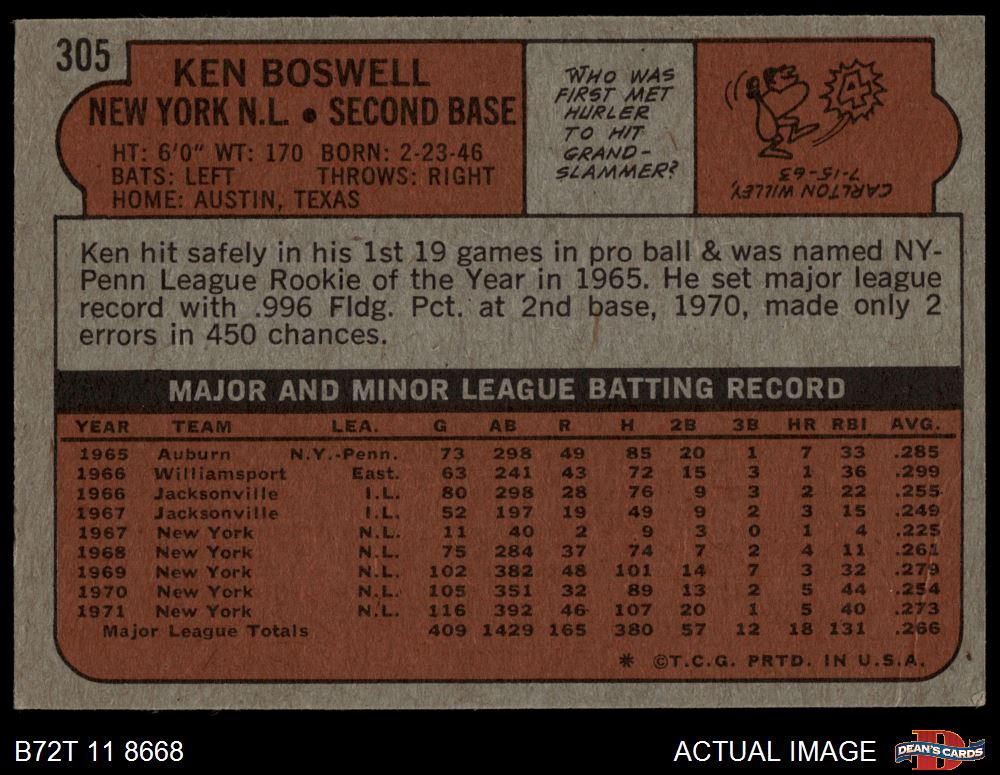 305
KEN BOSWELL
NEW YORK N.L. • SECOND BASE
HT: 6'0" WT: 170 BORN: 2-23-46
BATS: LEFT THROWS: RIGHT
HOME: AUSTIN, TEXAS
WHO WAS
FIRST MET
HURLER
TO HIT
GRAND-
SLAMMER?
4
CARLTON WILLEY,
7-15-63
Ken hit safely in his 1st 19 games in pro ball & was named NY-
Penn League Rookie of the Year in 1965. He set major league
record with .996 Fldg. Pct. at 2nd base, 1970, made only 2
errors in 450 chances.
MAJOR AND MINOR LEAGUE BATTING RECORD
YEAR TEAM LEA. G AB R H 2B 3B HR RBI AVG.
1965 Auburn N.Y.-Penn. 73 298 49 85 20 1 7 33 .285
1966 Williamsport East. 63 241 43 72 15 3 1 36 .299
1966 Jacksonville I.L. 80 298 28 76 9 3 2 22 .255
1967 Jacksonville I.L. 52 197 19 49 9 2 3 15 .249
1967 New York N.L. 11 40 2 9 3 0 1 4 .225
1968 New York N.L. 75 284 37 74 7 2 4 11 .261
1969 New York N.L. 102 382 48 101 14 7 3 32 .279
1970 New York N.L. 105 351 32 89 13 2 5 44 .254
1971 New York N.L. 116 392 46 107 20 1 5 40 .273
Major League Totals 409 1429 165 380 57 12 18 131 .266
* ©T.C.G. PRTD. IN U.S.A.
B72T 11 8668
ACTUAL IMAGE
DEAN'S CARDS